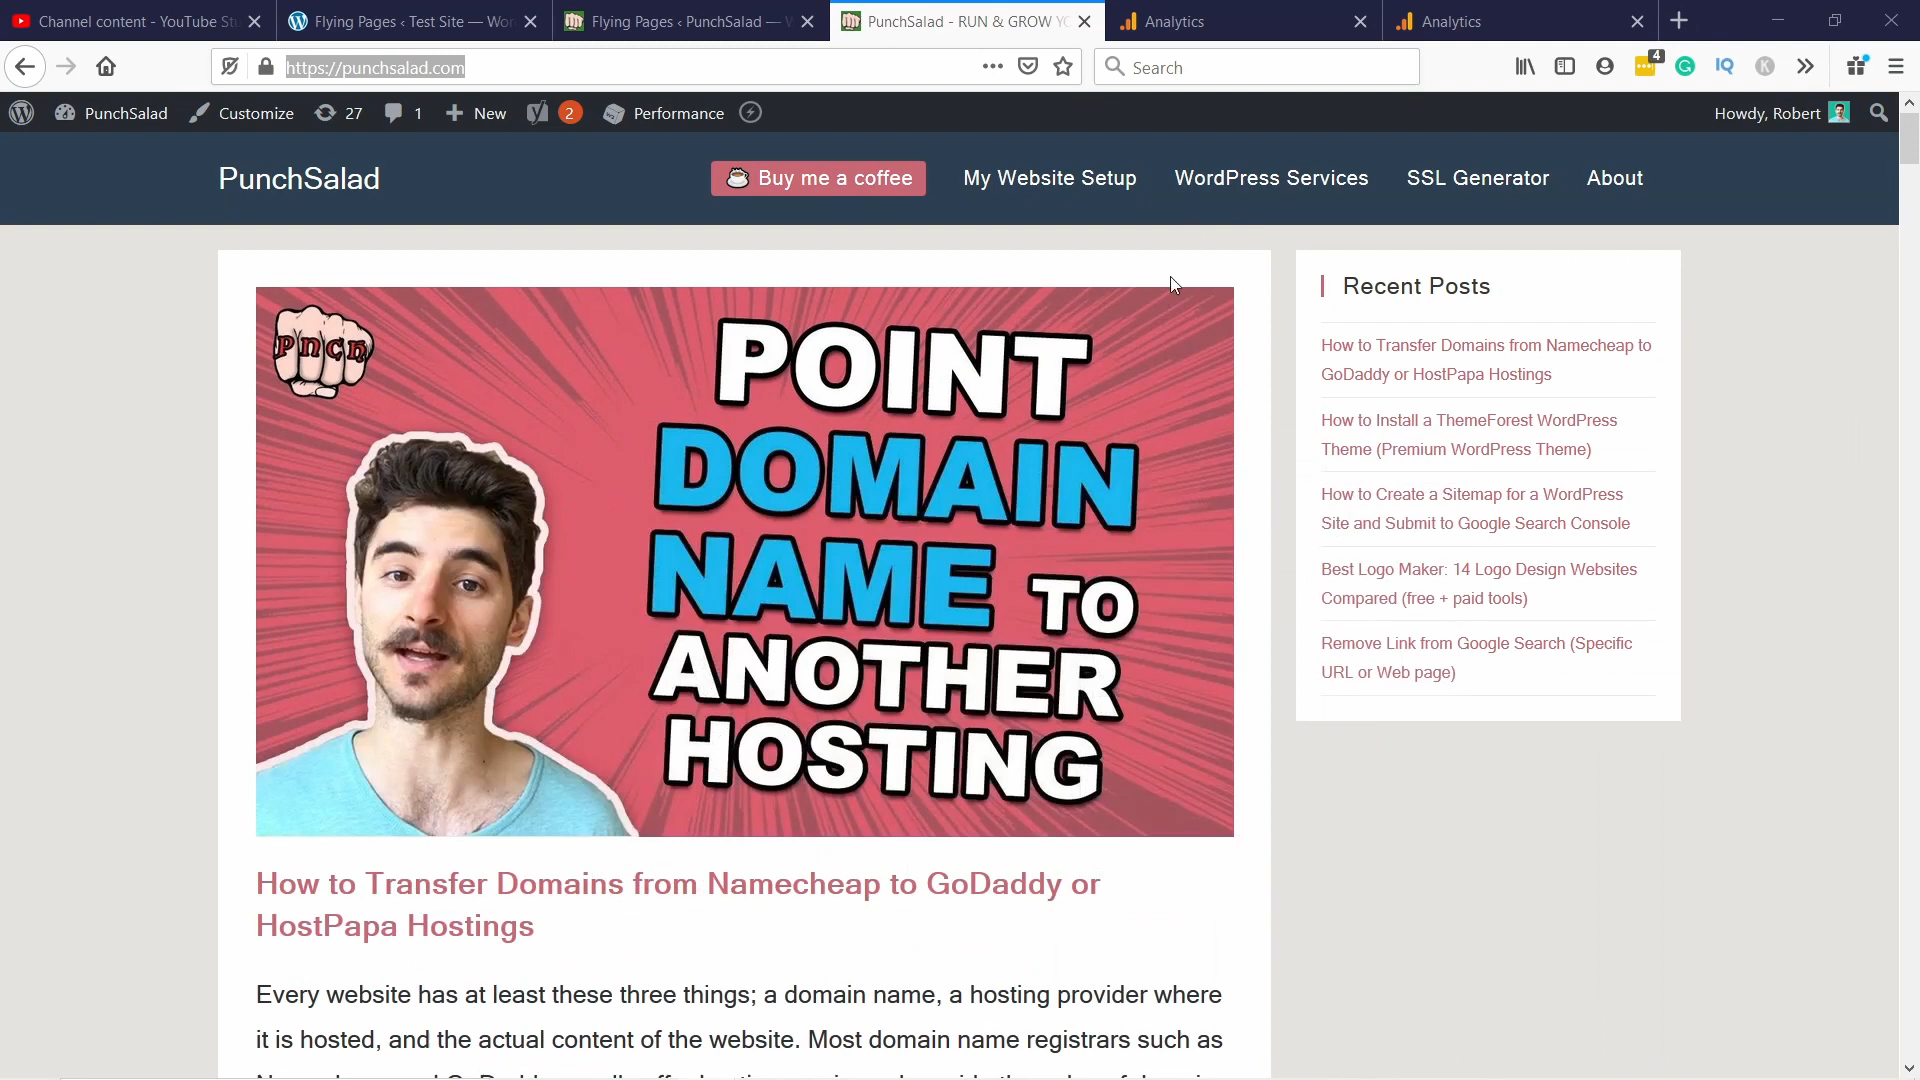 Channel content - YouTube Stu
Flying Pages ‹ Test Site — Wor
Flying Pages ‹ PunchSalad — W
PunchSalad - RUN & GROW YO
Analytics
Analytics
https://punchsalad.com
Search
4
IQ
K
PunchSalad
Customize
27
1
New
2
Performance
Howdy, Robert
PunchSalad
Buy me a coffee
My Website Setup
WordPress Services
SSL Generator
About
PNCH
POINT
DOMAIN
NAME TO
ANOTHER
HOSTING
Recent Posts
How to Transfer Domains from Namecheap to
GoDaddy or HostPapa Hostings
How to Install a ThemeForest WordPress
Theme (Premium WordPress Theme)
How to Create a Sitemap for a WordPress
Site and Submit to Google Search Console
Best Logo Maker: 14 Logo Design Websites
Compared (free + paid tools)
Remove Link from Google Search (Specific
URL or Web page)
How to Transfer Domains from Namecheap to GoDaddy or
HostPapa Hostings
Every website has at least these three things; a domain name, a hosting provider where
it is hosted, and the actual content of the website. Most domain name registrars such as